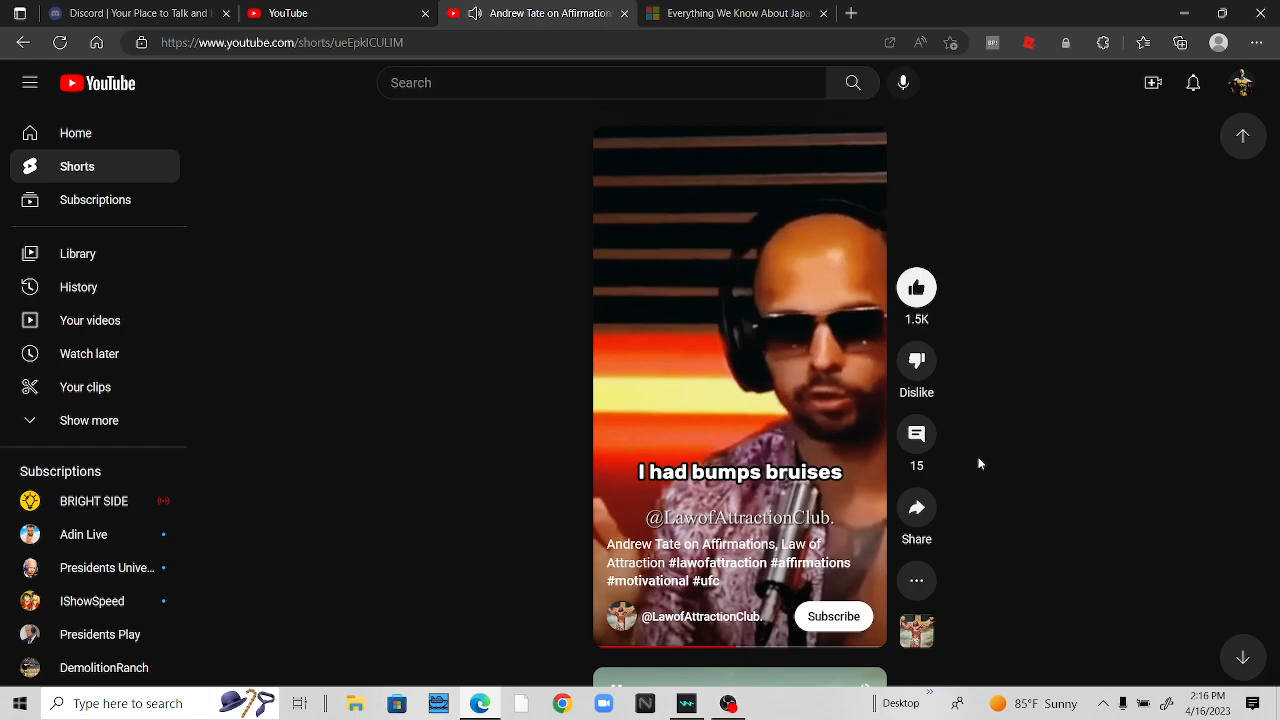 Discord | Your Place to Talk and H
YouTube
Andrew Tate on Affirmations
Everything We Know About Japa
https://www.youtube.com/shorts/ueEpkICULIM
YouTube
Search
Home
Shorts
Subscriptions
Library
History
Your videos
Watch later
Your clips
Show more
Subscriptions
BRIGHT SIDE
Adin Live
Presidents Unive...
IShowSpeed
Presidents Play
DemolitionRanch
I had bumps bruises
@LawofAttractionClub.
Andrew Tate on Affirmations, Law of
Attraction #lawofattraction #affirmations
#motivational #ufc
@LawofAttractionClub.
Subscribe
1.5K
Dislike
15
Share
Type here to search
Desktop
85°F Sunny
2:16 PM
4/16/2023